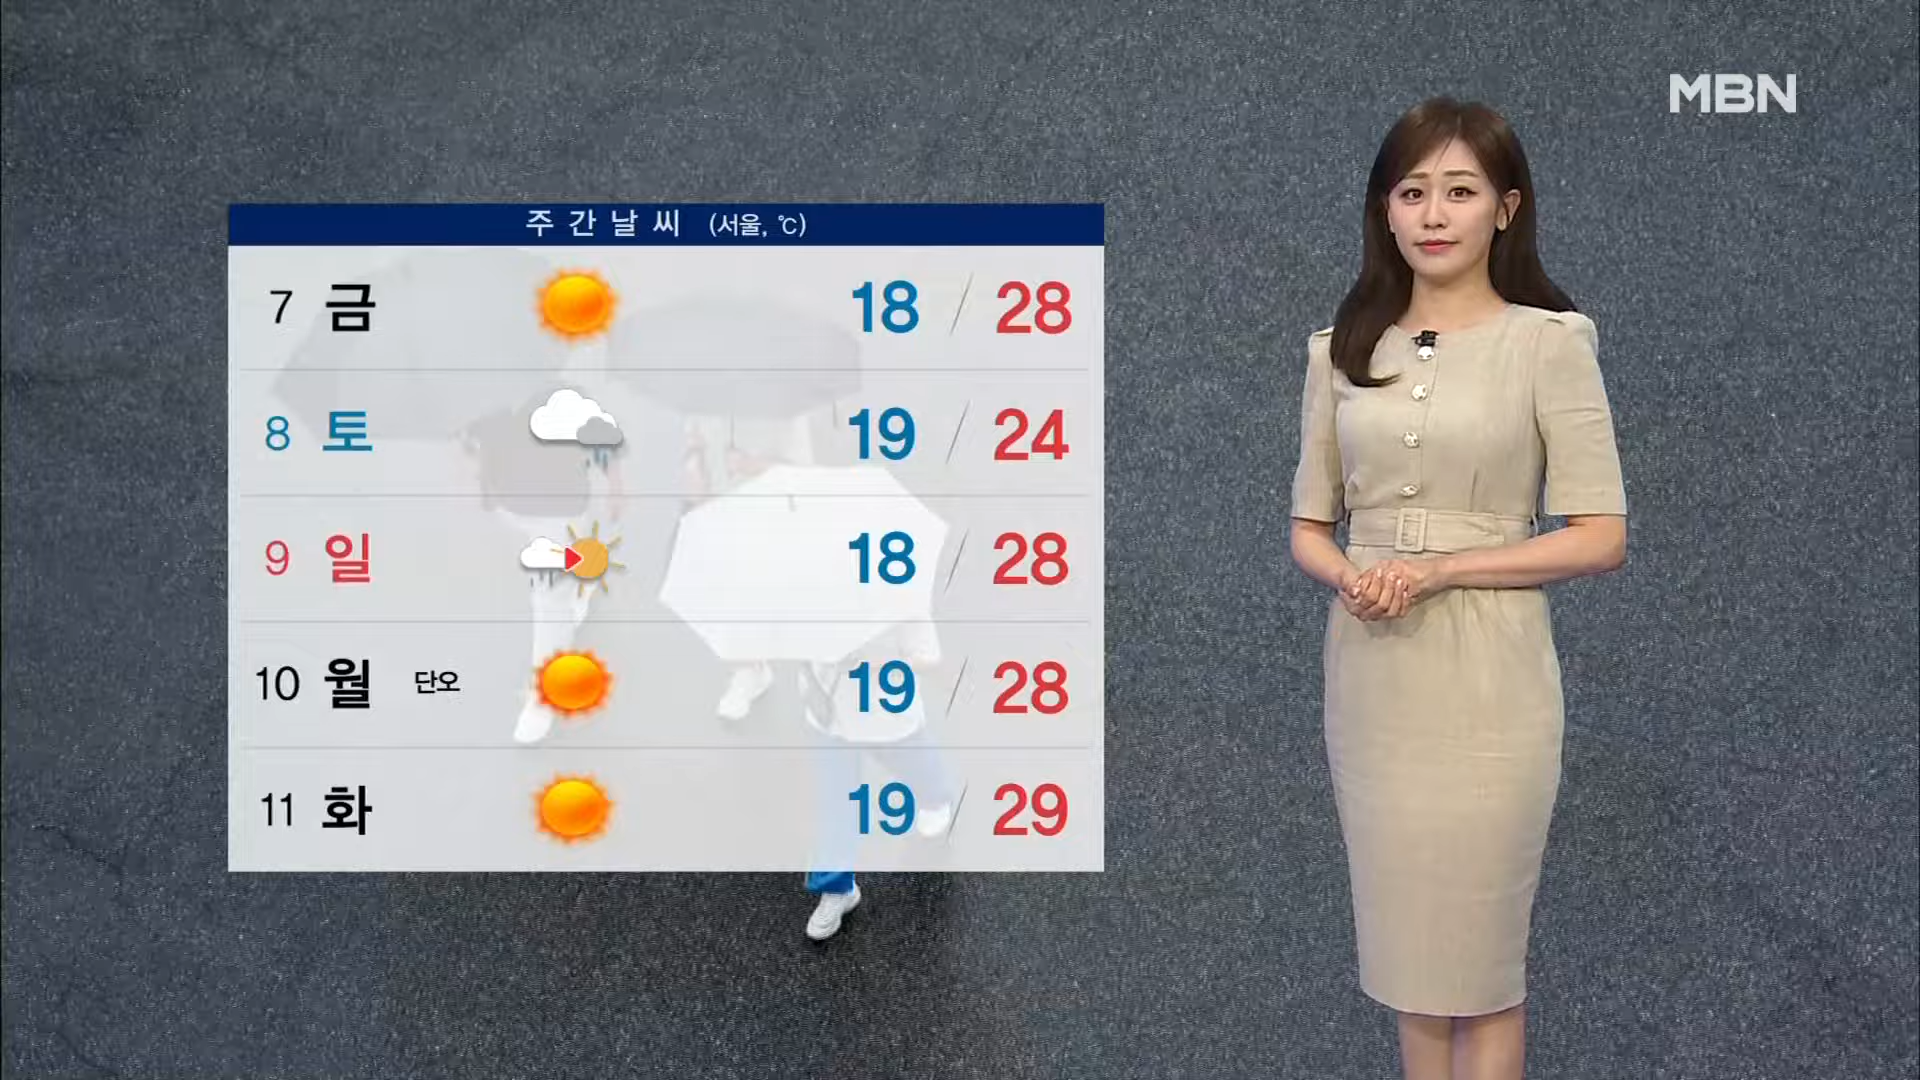 MBN
주간날씨 (서울, ℃)
7 금 18 / 28
8 토 19 / 24
9 일 18 / 28
10 월 단오 19 / 28
11 화 19 / 29